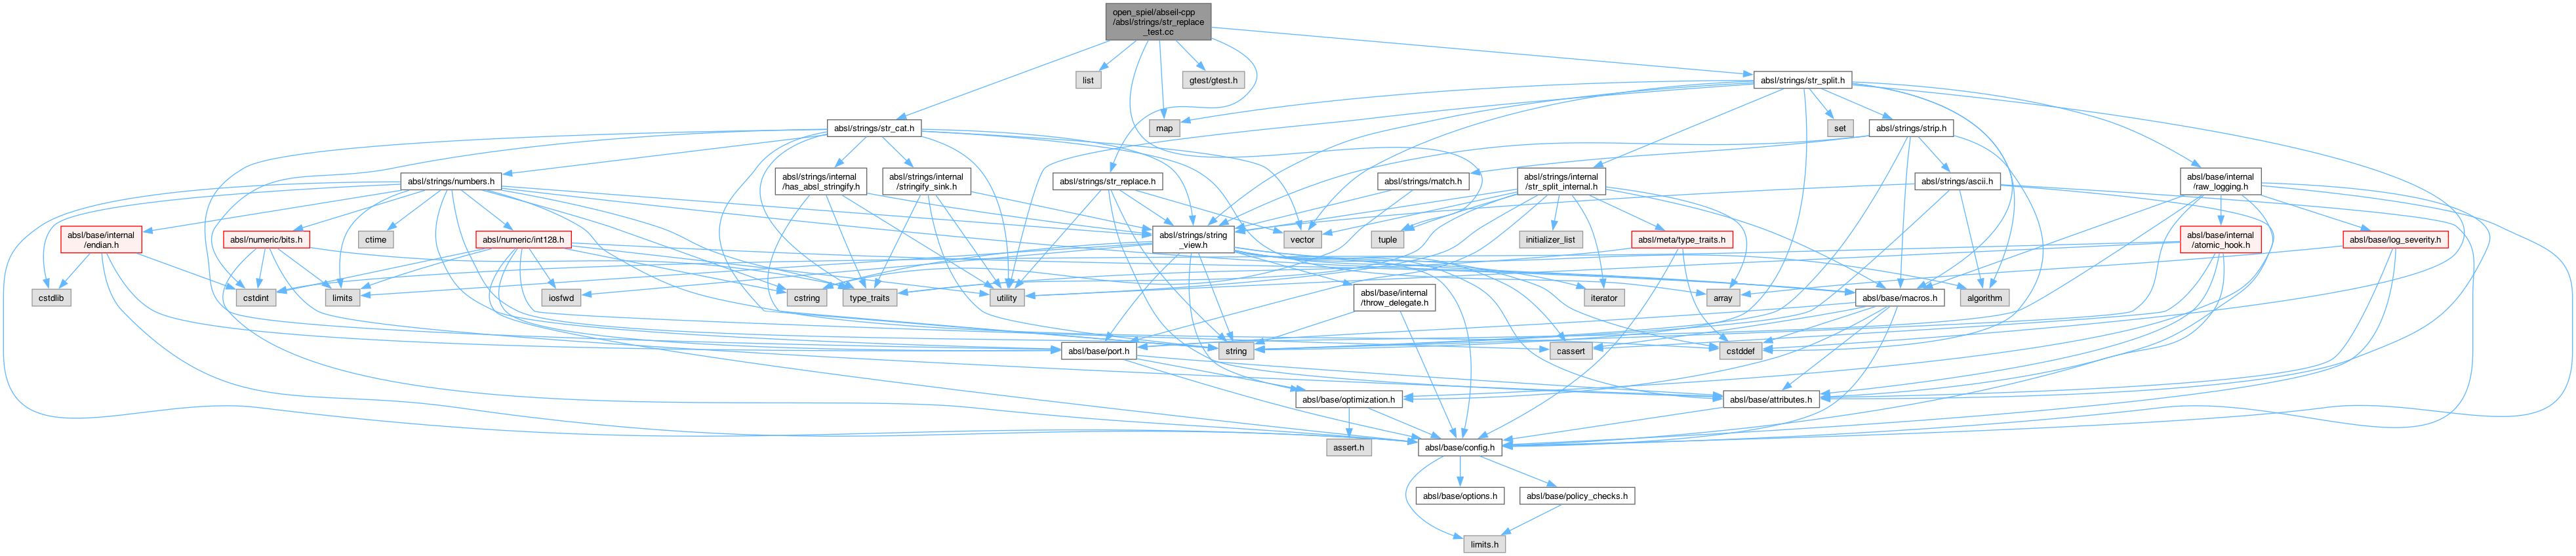 open_spiel/abseil-cpp
/absl/strings/str_replace
_test.cc
list
gtest/gtest.h
absl/strings/str_split.h
absl/strings/str_cat.h
map
set
absl/strings/strip.h
absl/strings/numbers.h
absl/strings/internal
/has_absl_stringify.h
absl/strings/internal
/stringify_sink.h
absl/strings/str_replace.h
absl/strings/match.h
absl/strings/internal
/str_split_internal.h
absl/strings/ascii.h
absl/base/internal
/raw_logging.h
absl/base/internal
/endian.h
absl/numeric/bits.h
ctime
absl/numeric/int128.h
absl/strings/string
_view.h
vector
tuple
initializer_list
absl/meta/type_traits.h
absl/base/internal
/atomic_hook.h
absl/base/log_severity.h
cstdlib
cstdint
limits
iosfwd
cstring
type_traits
utility
absl/base/internal
/throw_delegate.h
iterator
array
absl/base/macros.h
algorithm
absl/base/port.h
string
cassert
cstddef
absl/base/optimization.h
absl/base/attributes.h
assert.h
absl/base/config.h
absl/base/options.h
absl/base/policy_checks.h
limits.h